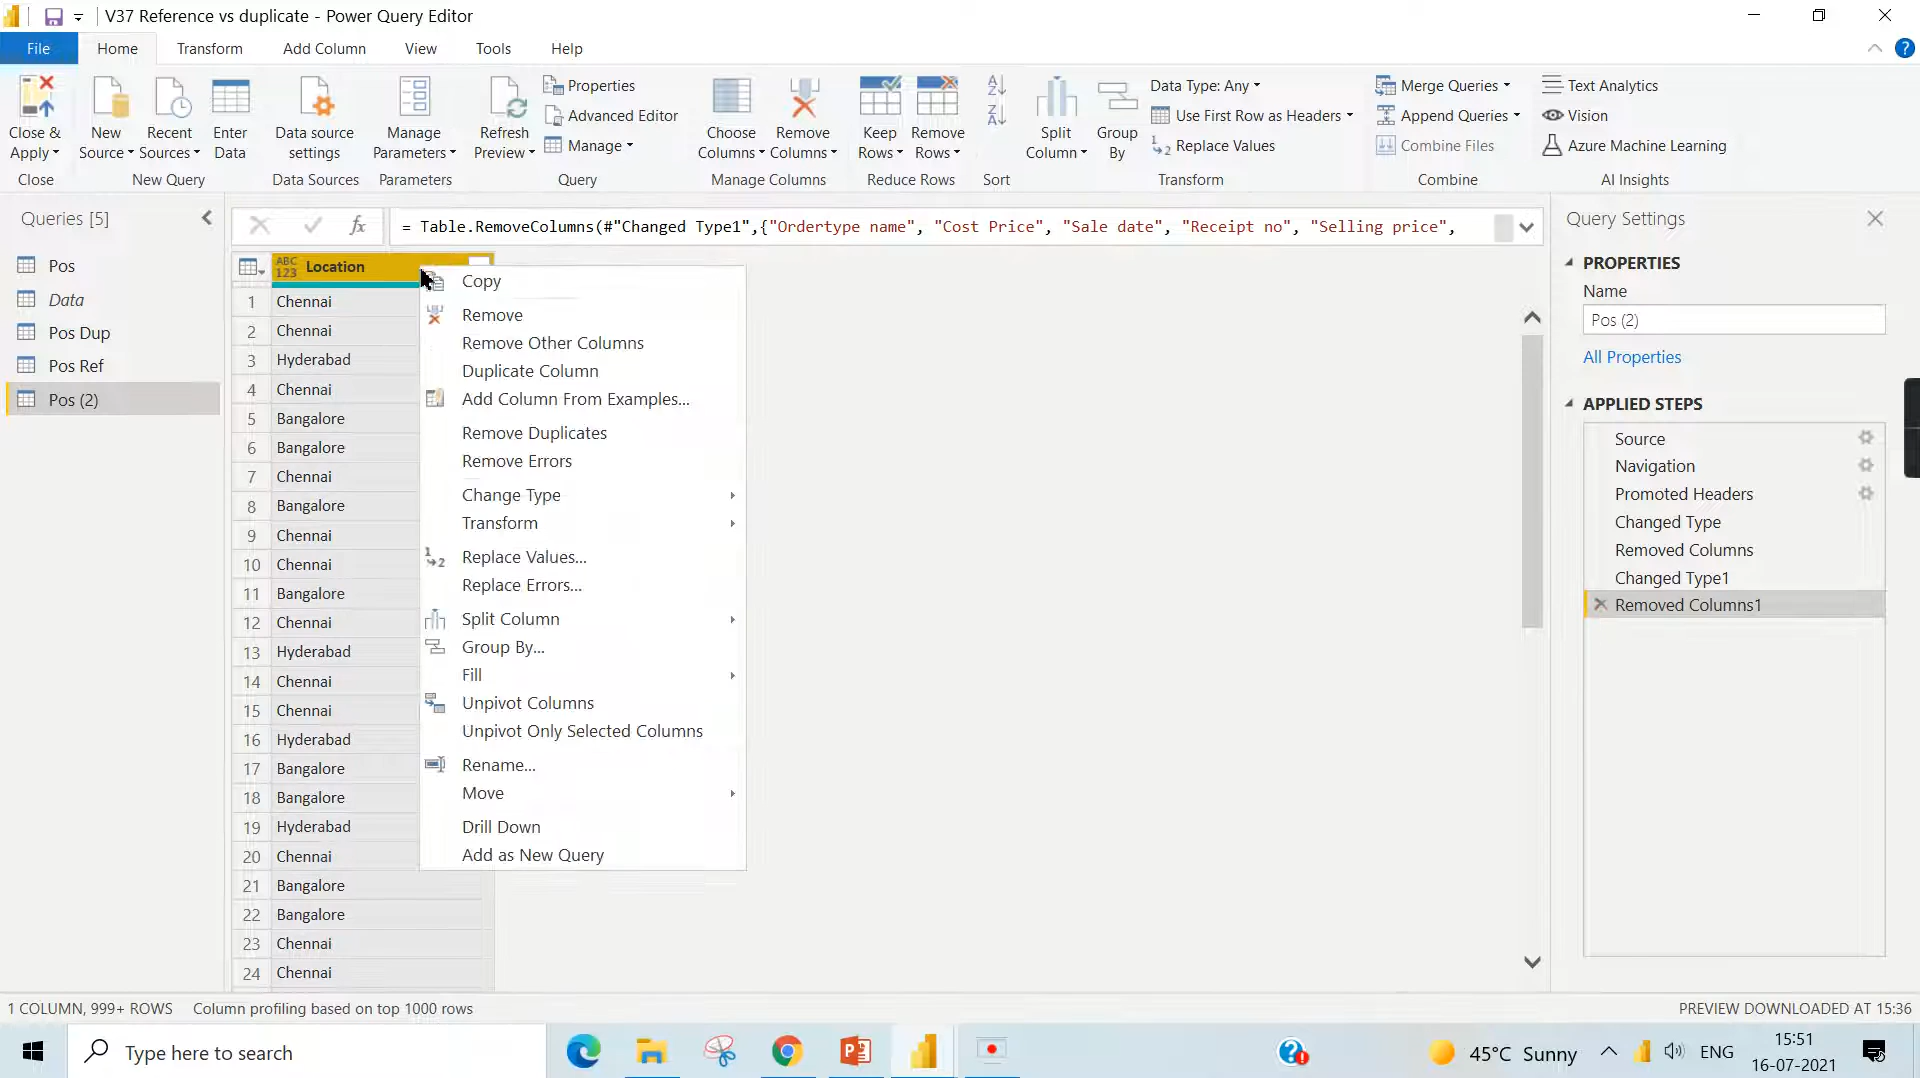 V37 Reference vs duplicate - Power Query Editor
File Home Transform Add Column View Tools Help
Close & Apply
New Source
Recent Sources
Enter Data
Data source settings
Manage Parameters
Refresh Preview
Properties
Advanced Editor
Manage
Choose Columns
Remove Columns
Keep Rows
Remove Rows
Split Column
Group By
Data Type: Any
Use First Row as Headers
Replace Values
Merge Queries
Append Queries
Combine Files
Text Analytics
Vision
Azure Machine Learning
Close New Query Data Sources Parameters Query Manage Columns Reduce Rows Sort Transform Combine AI Insights
Queries [5]
Pos
Data
Pos Dup
Pos Ref
Pos (2)
fx = Table.RemoveColumns(#"Changed Type1",{"Ordertype name", "Cost Price", "Sale date", "Receipt no", "Selling price",
ABC 123 Location
1 Chennai
2 Chennai
3 Hyderabad
4 Chennai
5 Bangalore
6 Bangalore
7 Chennai
8 Bangalore
9 Chennai
10 Chennai
11 Bangalore
12 Chennai
13 Hyderabad
14 Chennai
15 Chennai
16 Hyderabad
17 Bangalore
18 Bangalore
19 Hyderabad
20 Chennai
21 Bangalore
22 Bangalore
23 Chennai
24 Chennai
Copy
Remove
Remove Other Columns
Duplicate Column
Add Column From Examples...
Remove Duplicates
Remove Errors
Change Type
Transform
Replace Values...
Replace Errors...
Split Column
Group By...
Fill
Unpivot Columns
Unpivot Only Selected Columns
Rename...
Move
Drill Down
Add as New Query
Query Settings
PROPERTIES
Name
Pos (2)
All Properties
APPLIED STEPS
Source
Navigation
Promoted Headers
Changed Type
Removed Columns
Changed Type1
Removed Columns1
1 COLUMN, 999+ ROWS Column profiling based on top 1000 rows PREVIEW DOWNLOADED AT 15:36
Type here to search
45°C Sunny
ENG
15:51
16-07-2021